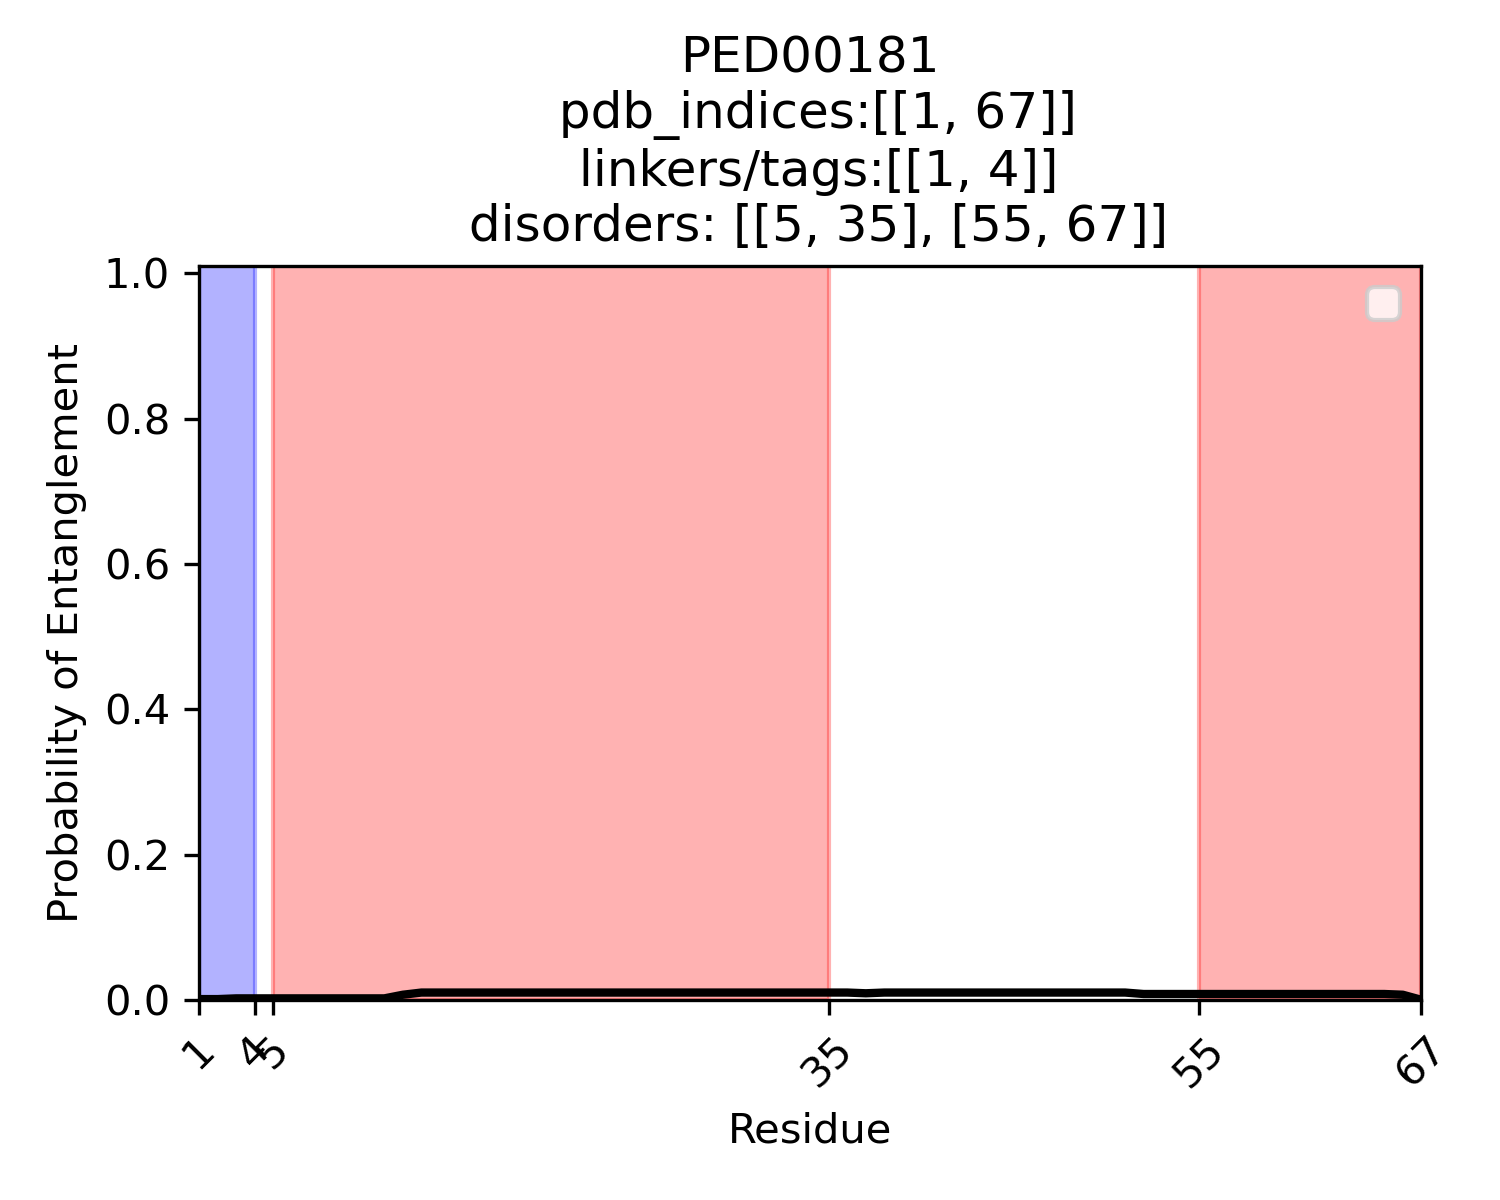 PED00181
pdb_indices:[[1, 67]]
linkers/tags:[[1, 4]]
disorders: [[5, 35], [55, 67]]
1.0
0.8
0.6
0.4
0.2
0.0
Probability of Entanglement
1
4
5
35
55
67
Residue